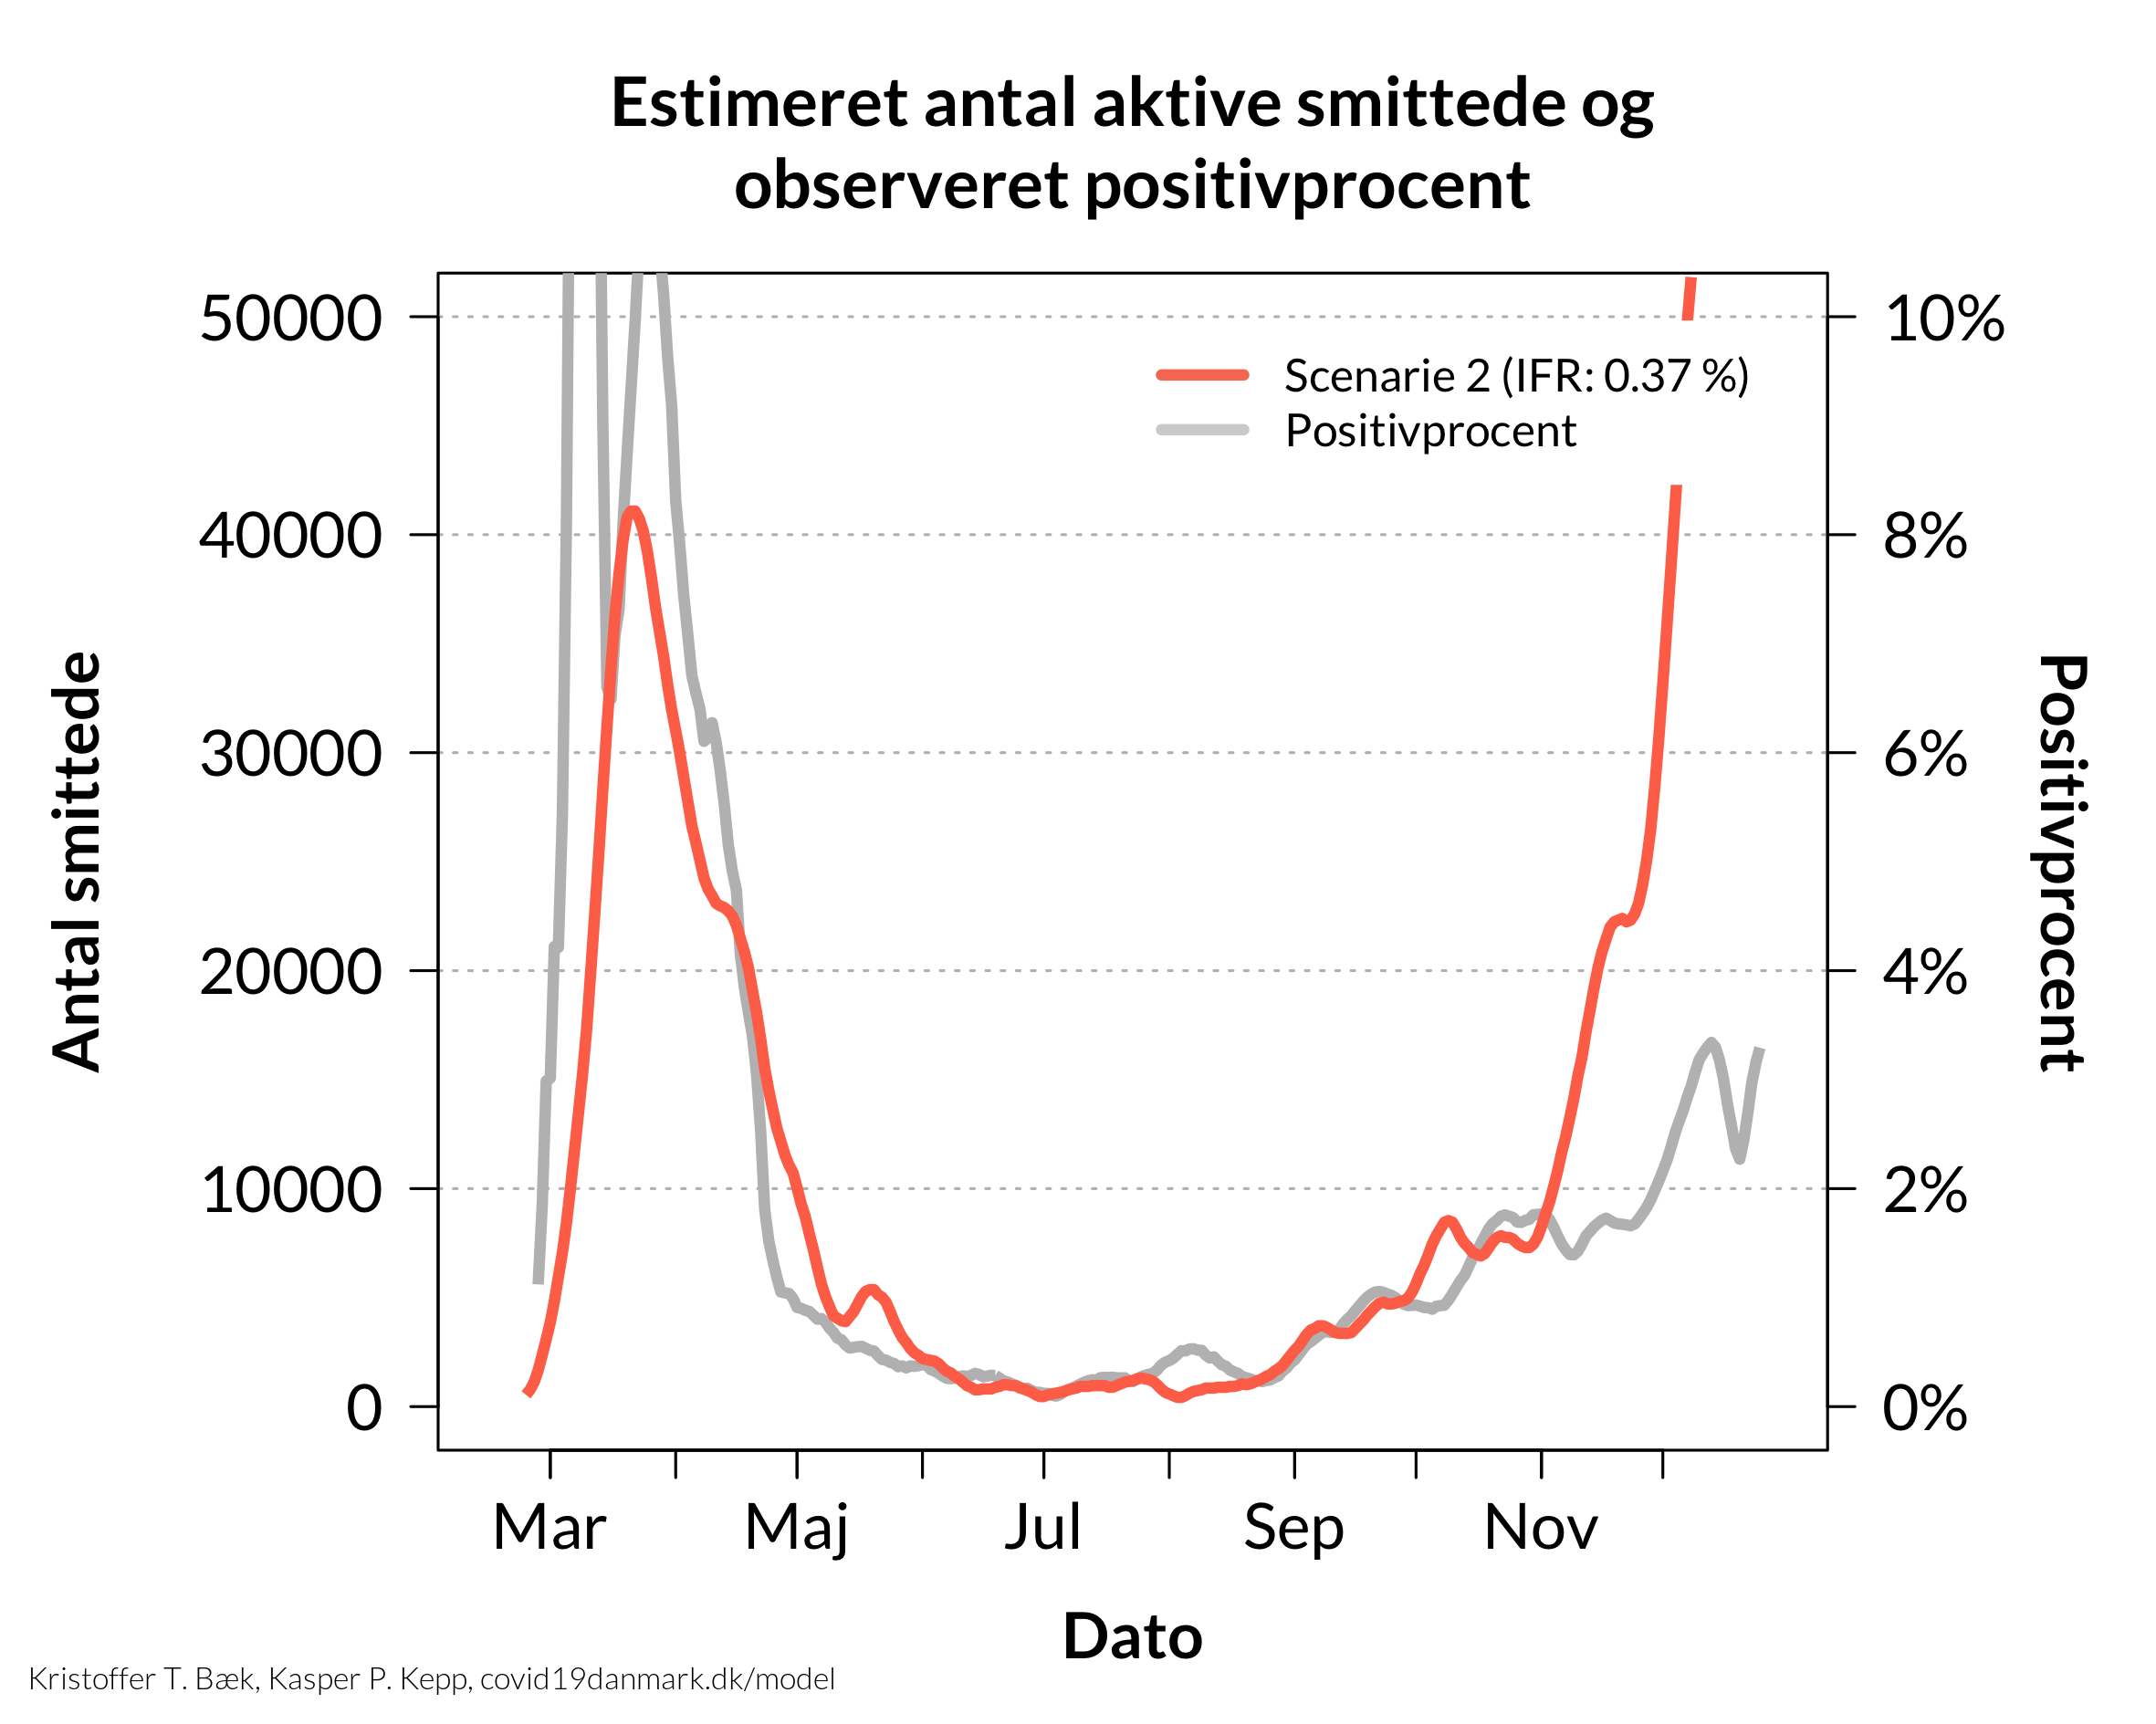 Estimeret antal aktive smittede og
observeret positivprocent
50000
40000
30000
20000
10000
0
Antal smittede
10%
8%
6%
4%
2%
0%
Positivprocent
Scenarie 2 (IFR: 0.37 %)
Positivprocent
Mar
Maj
Jul
Sep
Nov
Dato
Kristoffer T. Bæk, Kasper P. Kepp, covid19danmark.dk/model